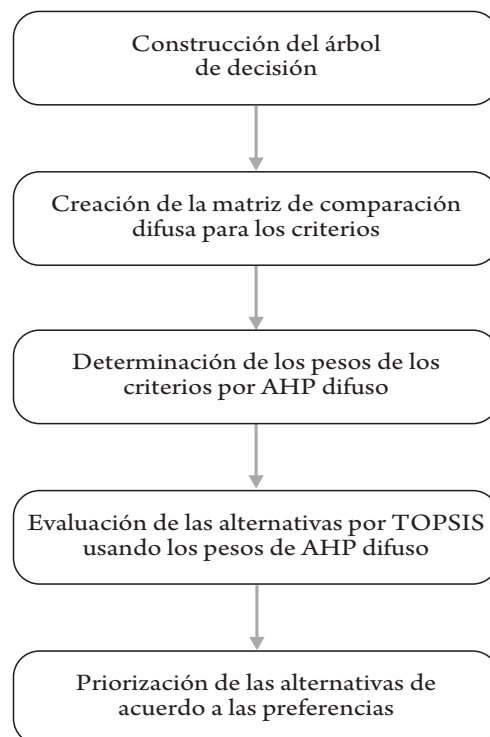 Construcción del árbol
de decisión
Creación de la matriz de comparación
difusa para los criterios
Determinación de los pesos de los
criterios por AHP difuso
Evaluación de las alternativas por TOPSIS
usando los pesos de AHP difuso
Priorización de las alternativas de
acuerdo a las preferencias